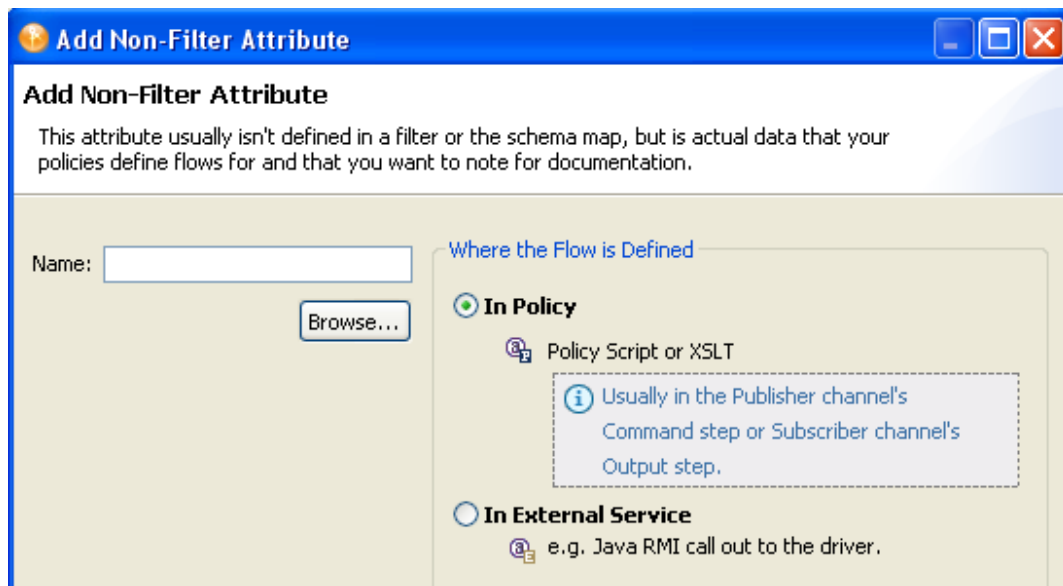 Add Non-Filter Attribute
Add Non-Filter Attribute
This attribute usually isn't defined in a filter or the schema map, but is actual data that your
policies define flows for and that you want to note for documentation.
Name:
Browse...
Where the Flow is Defined
In Policy
Policy Script or XSLT
Usually in the Publisher channel's
Command step or Subscriber channel's
Output step.
In External Service
e.g. Java RMI call out to the driver.